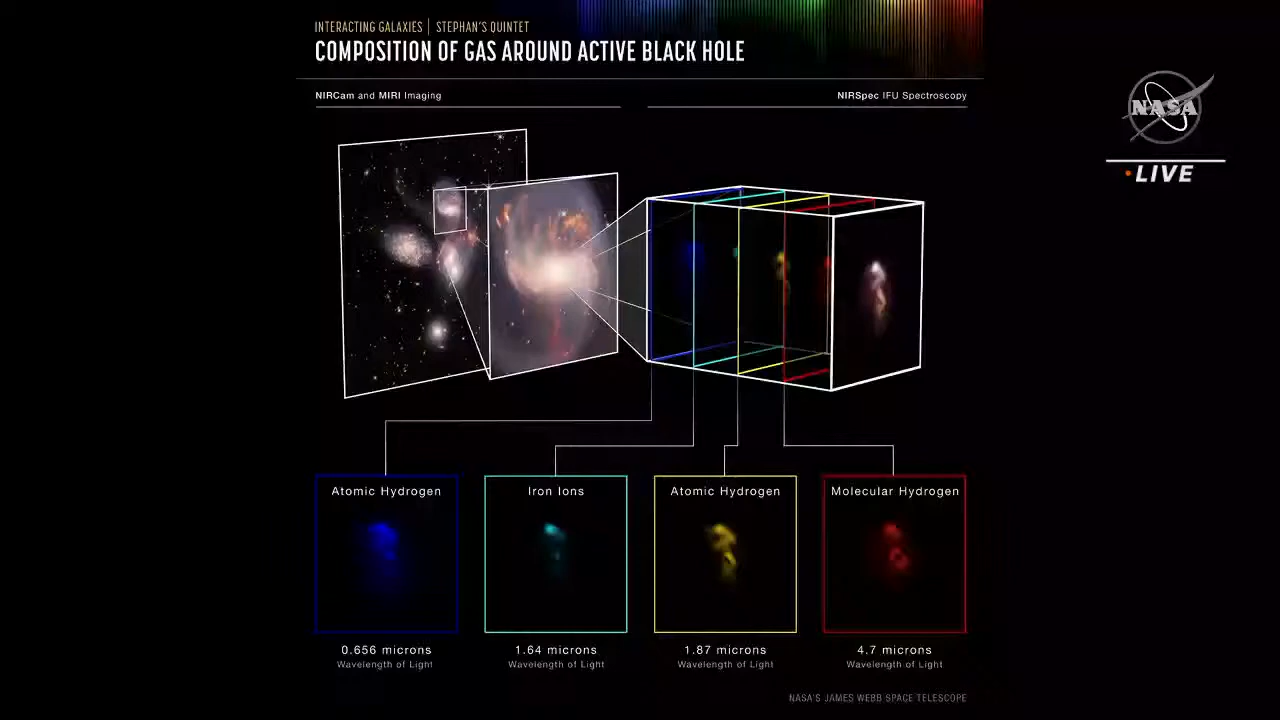 INTERACTING GALAXIES | STEPHAN'S QUINTET
COMPOSITION OF GAS AROUND ACTIVE BLACK HOLE
NIRCam and MIRI Imaging
NIRSpec IFU Spectroscopy
NASA
LIVE
Atomic Hydrogen
Iron Ions
Atomic Hydrogen
Molecular Hydrogen
0.656 microns
Wavelength of Light
1.64 microns
Wavelength of Light
1.87 microns
Wavelength of Light
4.7 microns
Wavelength of Light
NASA'S JAMES WEBB SPACE TELESCOPE